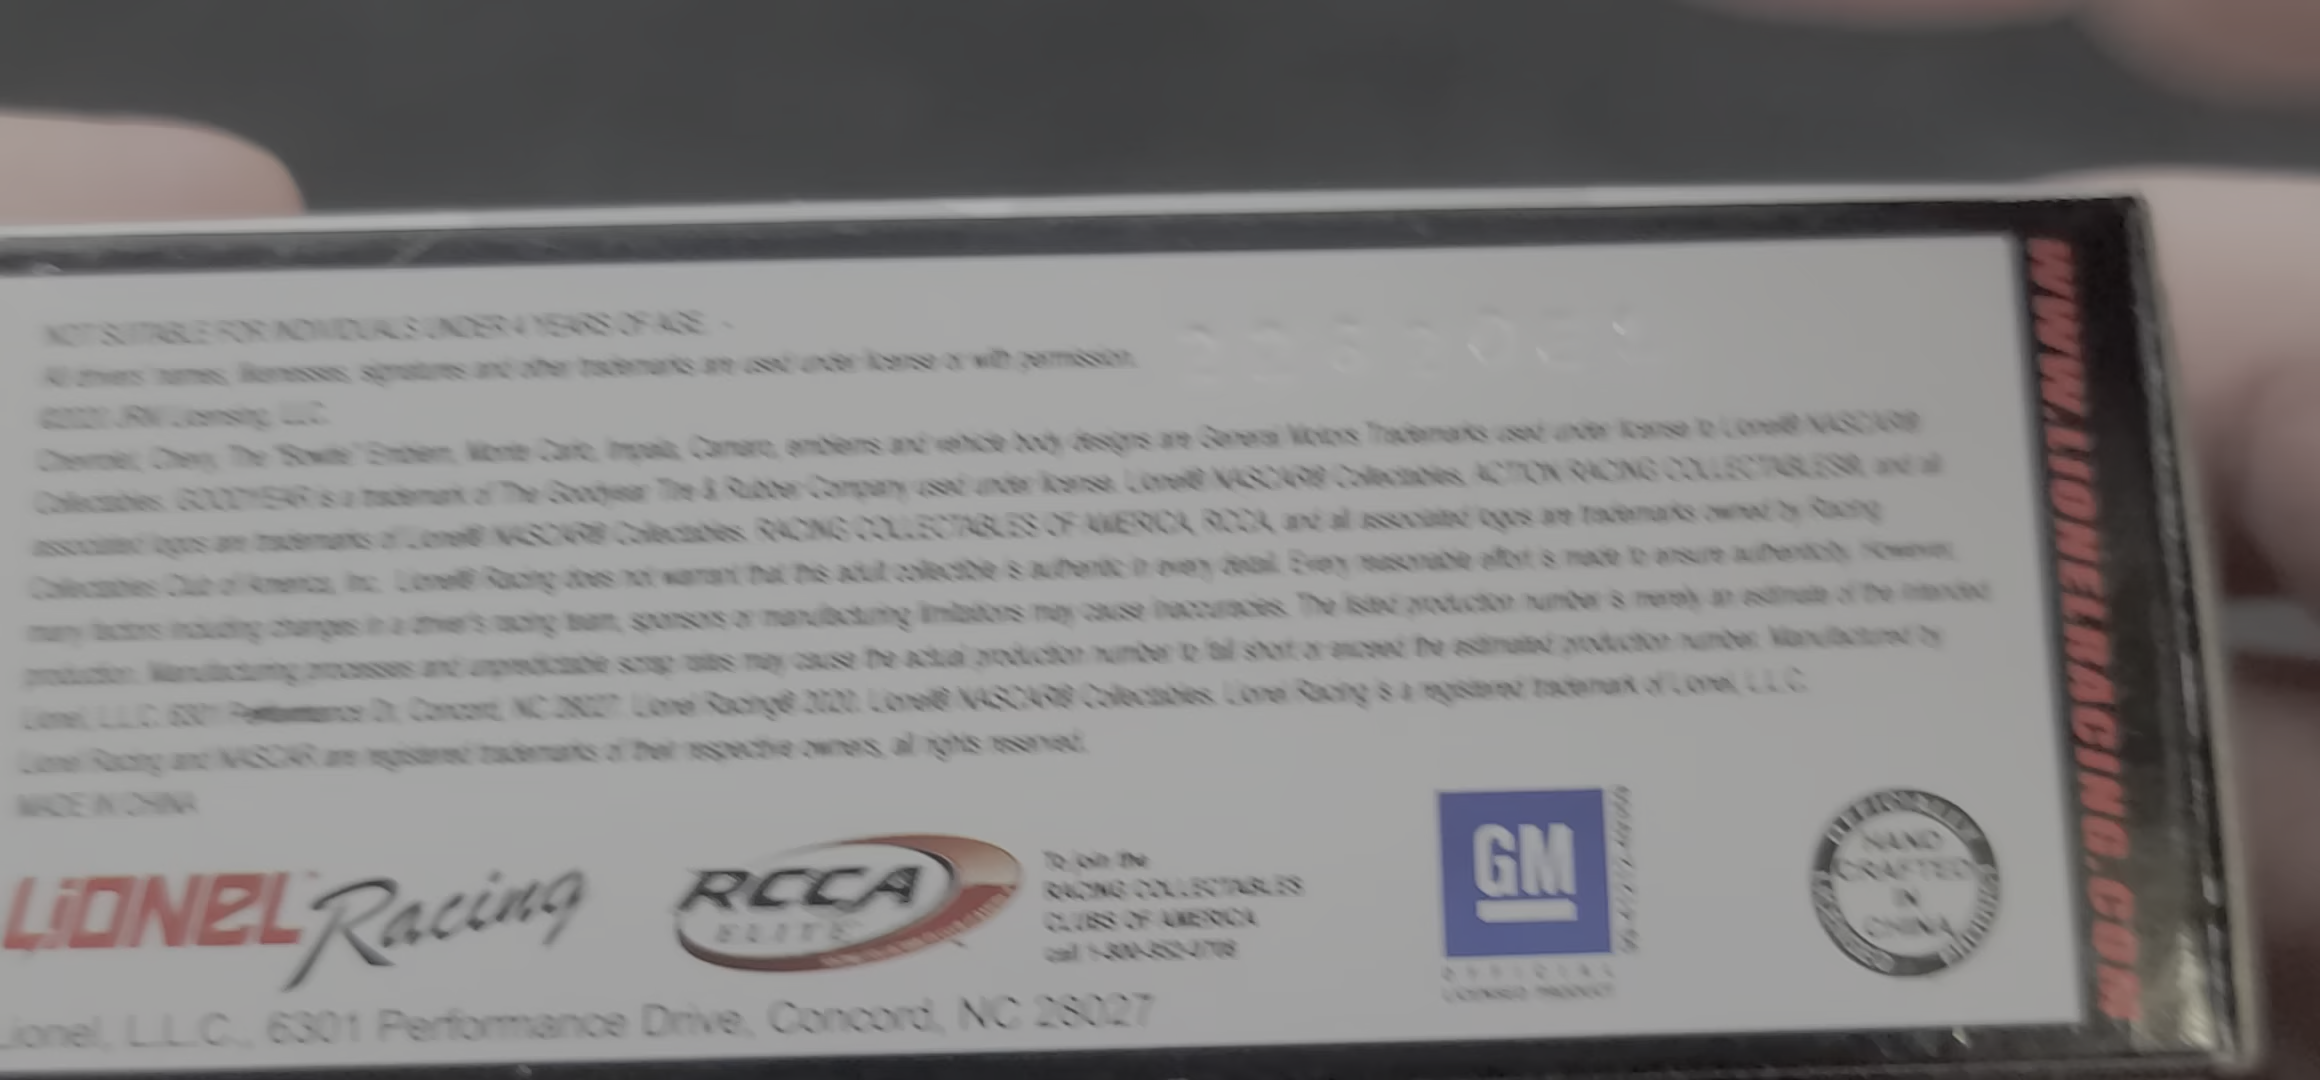 NOT SUITABLE FOR INDIVIDUALS UNDER 4 YEARS OF AGE.
All drivers' names, likenesses, signatures and other trademarks are used under license or with permission.
©2020 JRM Licensing, LLC
Chevrolet, Chevy, The "Bowtie" Emblem, Monte Carlo, Impala, Camaro, emblems and vehicle body designs are General Motors Trademarks used under license to Lionel® NASCAR®
Collectables. GOODYEAR is a trademark of The Goodyear Tire & Rubber Company used under license. Lionel® NASCAR® Collectables, ACTION RACING COLLECTABLES®, and all
associated logos are trademarks of Lionel® NASCAR® Collectables. RACING COLLECTABLES OF AMERICA, RCCA, and all associated logos are trademarks owned by Racing
Collectables Club of America, Inc. Lionel® Racing does not warrant that this adult collectible is authentic in every detail. Every reasonable effort is made to ensure authenticity. However,
many factors including changes in a driver's racing team, sponsors or manufacturing limitations may cause inaccuracies. The listed production number is merely an estimate of the intended
production. Manufacturing processes and unpredictable scrap rates may cause the actual production number to fall short or exceed the estimated production number. Manufactured by
Lionel, L.L.C. 6301 Performance Dr. Concord, NC 28027. Lionel Racing® 2020. Lionel® NASCAR® Collectables. Lionel Racing is a registered trademark of Lionel, L.L.C.
Lionel Racing and NASCAR are registered trademarks of their respective owners, all rights reserved.
MADE IN CHINA
LIONEL Racing
RCCA
ELITE
To join the
RACING COLLECTABLES
CLUBS OF AMERICA
call 1-800-952-0708
GM
OFFICIAL
LICENSED PRODUCT
HAND
CRAFTED
IN
CHINA
Lionel, L.L.C., 6301 Performance Drive, Concord, NC 28027
WWW.LIONELRACING.COM